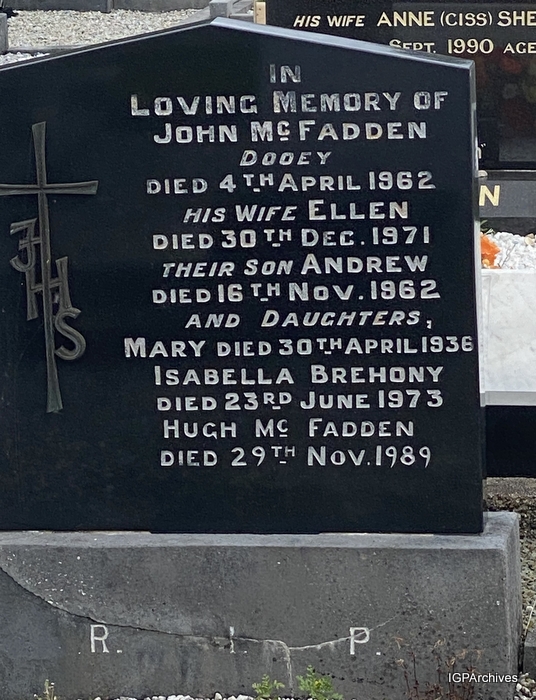 HIS WIFE ANNE (CISS) SHE
SEPT. 1990 AGE
N
IN
LOVING MEMORY OF
JOHN MC FADDEN
DOOEY
DIED 4TH APRIL 1962
HIS WIFE ELLEN
DIED 30TH DEC. 1971
THEIR SON ANDREW
DIED 16TH NOV. 1962
AND DAUGHTERS,
MARY DIED 30TH APRIL 1936
ISABELLA BREHONY
DIED 23RD JUNE 1973
HUGH MC FADDEN
DIED 29TH NOV. 1989
IHS
R. I. P.
IGPArchives